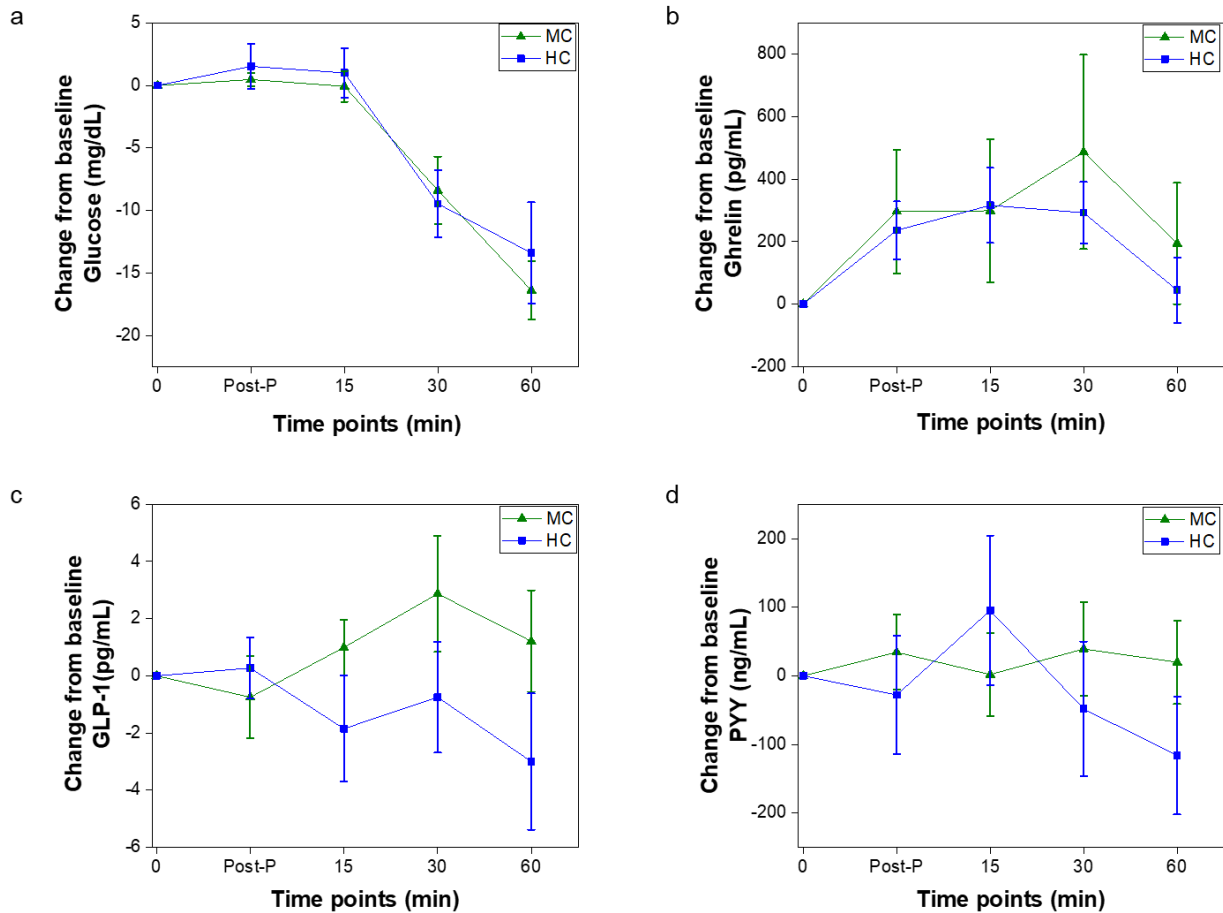 a
Change from baseline
Glucose (mg/dL)
5
0
-5
-10
-15
-20
MC
HC
0 Post-P 15 30 60
Time points (min)
b
Change from baseline
Ghrelin (pg/mL)
800
600
400
200
0
-200
MC
HC
0 Post-P 15 30 60
Time points (min)
c
Change from baseline
GLP-1(pg/mL)
6
4
2
0
-2
-4
-6
MC
HC
0 Post-P 15 30 60
Time points (min)
d
Change from baseline
PYY (ng/mL)
200
100
0
-100
-200
MC
HC
0 Post-P 15 30 60
Time points (min)